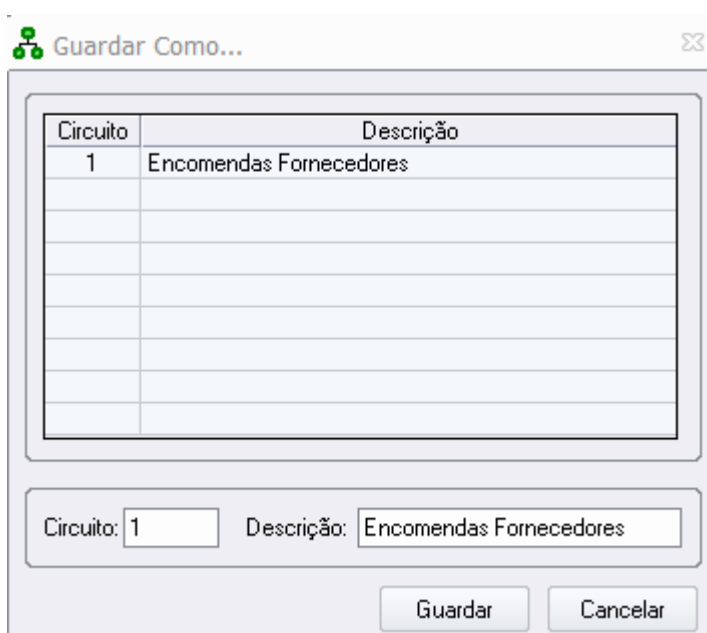 Guardar Como...
Circuito Descrição
1 Encomendas Fornecedores
Circuito: 1 Descrição: Encomendas Fornecedores
Guardar Cancelar